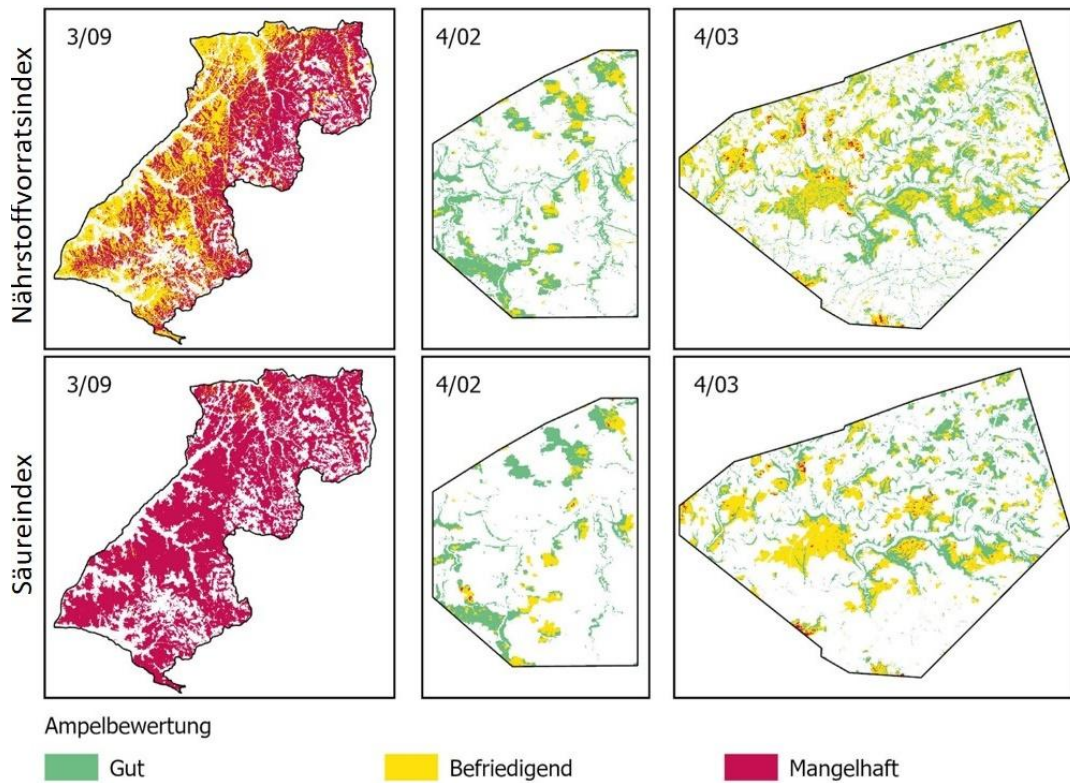 Nährstoffvorratsindex
3/09
4/02
4/03
Säureindex
3/09
4/02
4/03
Ampelbewertung
Gut
Befriedigend
Mangelhaft